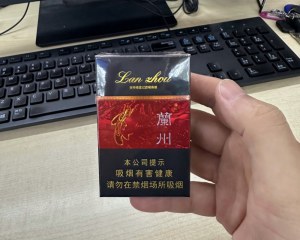 Lan zhou
蘭州
本公司提示
吸烟有害健康
请勿在禁烟场所吸烟